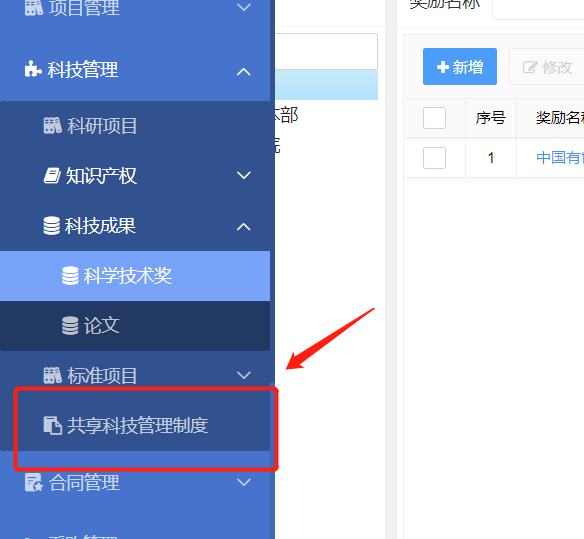 项目管理
科技管理
科研项目
知识产权
科技成果
科学技术奖
论文
标准项目
共享科技管理制度
合同管理
奖励名称
新增
修改
序号
奖励名
1
中国有
本部